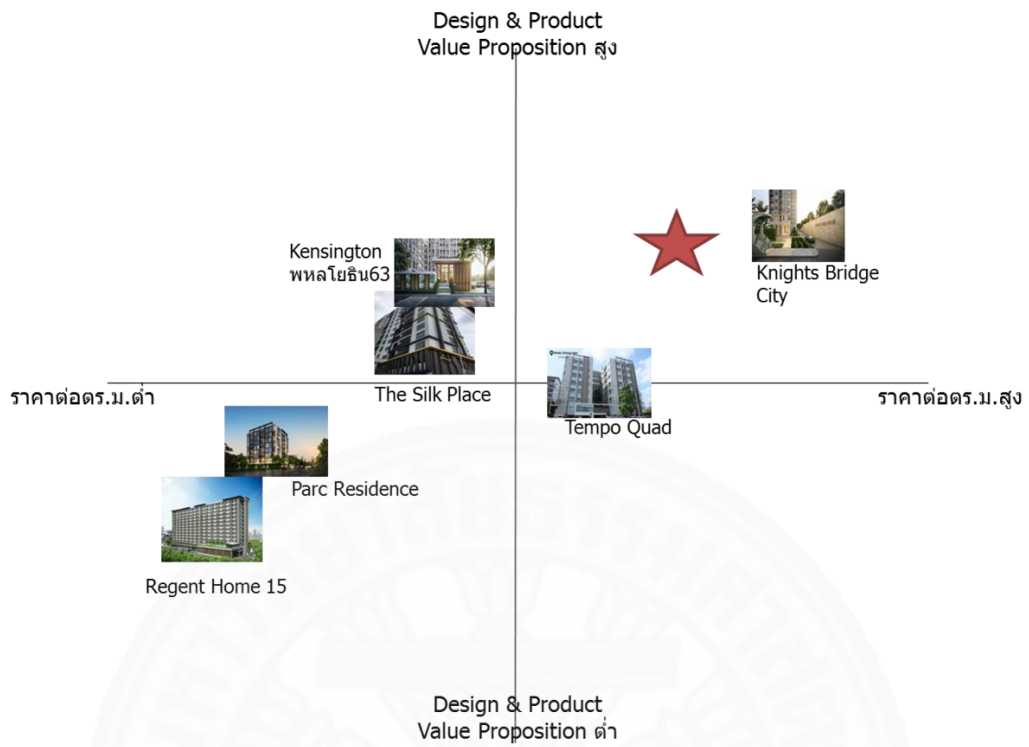 Design & Product
Value Proposition สูง
Kensington
พหลโยธิน63
Knights Bridge
City
ราคาต่อตร.ม.ต่ำ
The Silk Place
ราคาต่อตร.ม.สูง
Tempo Quad
Parc Residence
Regent Home 15
Design & Product
Value Proposition ต่ำ